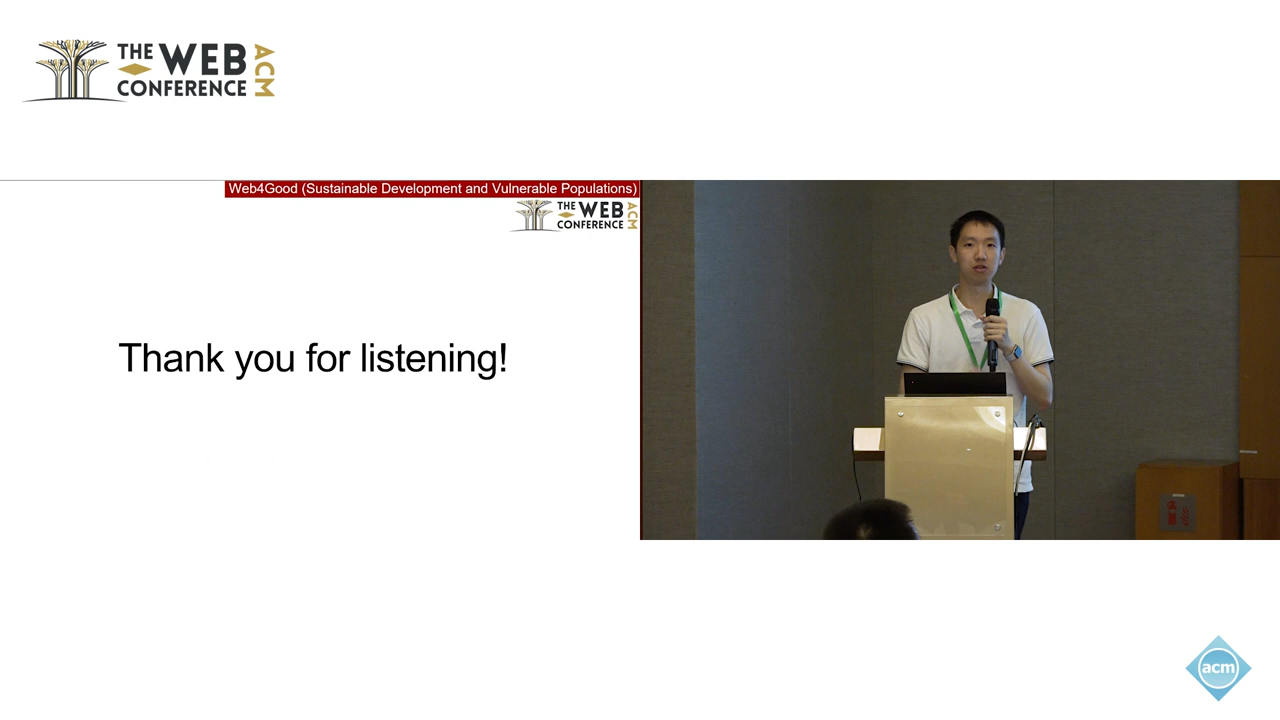 THE WEB
CONFERENCE
ACM
Web4Good (Sustainable Development and Vulnerable Populations)
THE WEB
CONFERENCE
ACM
Thank you for listening!
acm